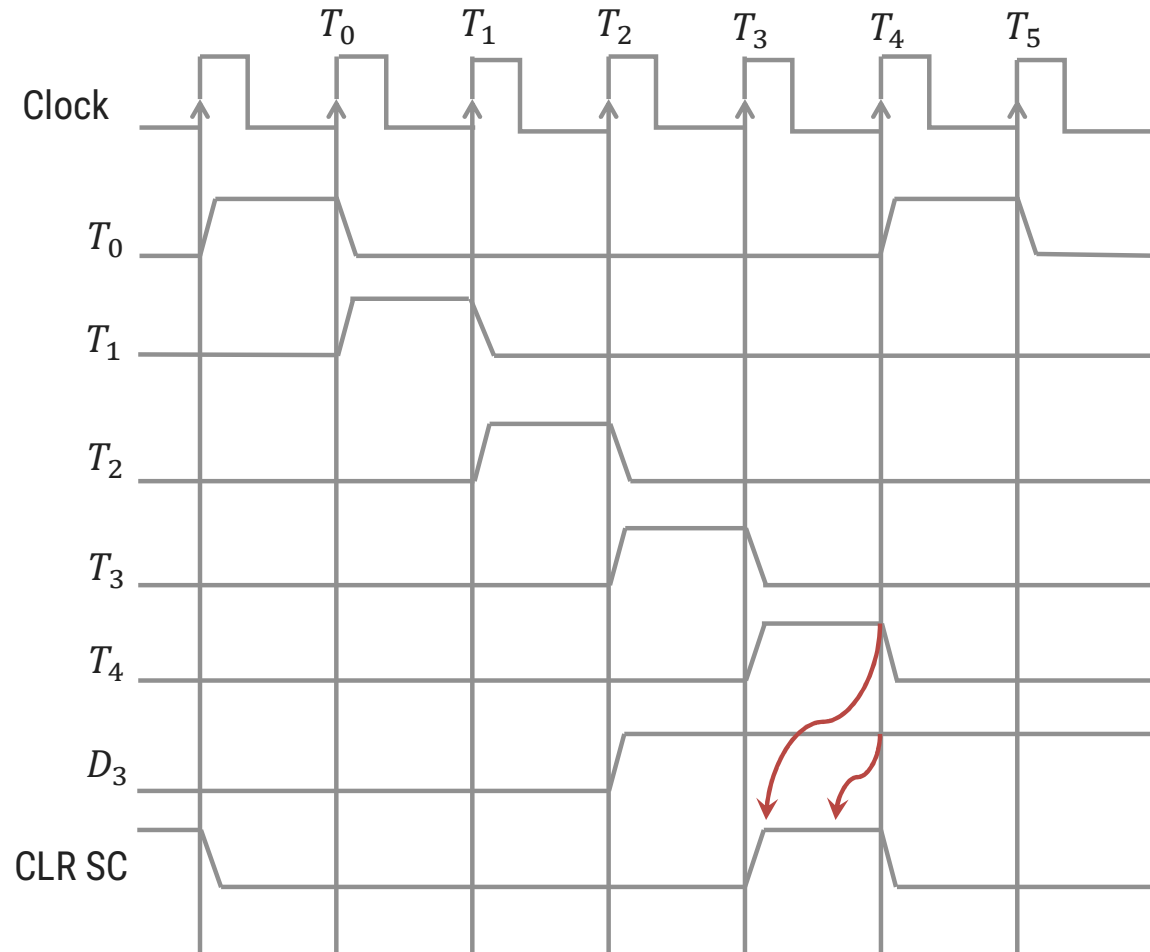 T₀ T₁ T₂ T₃ T₄ T₅
Clock
T₀
T₁
T₂
T₃
T₄
D₃
CLR SC